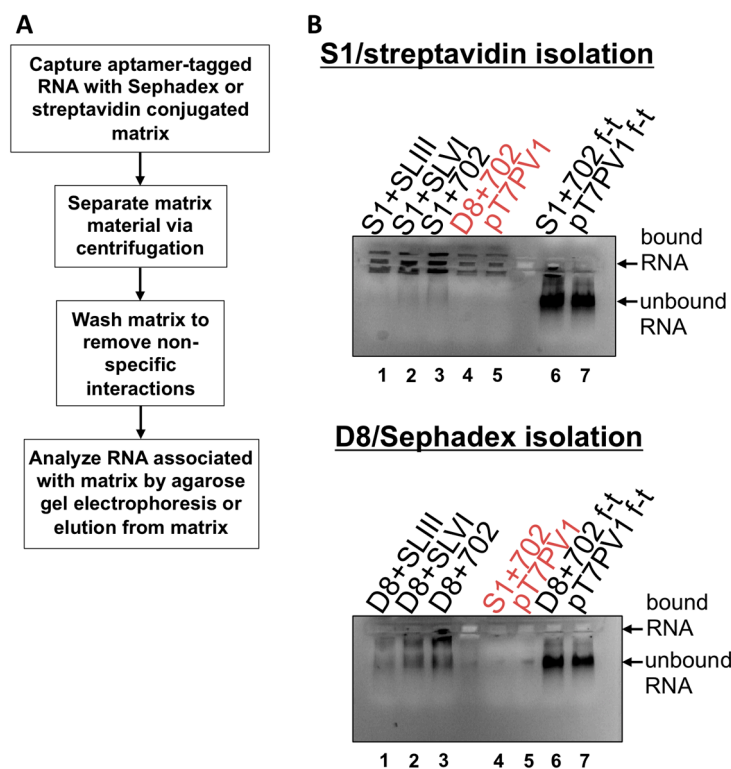 A
Capture aptamer-tagged
RNA with Sephadex or
streptavidin conjugated
matrix
Separate matrix
material via
centrifugation
Wash matrix to
remove non-
specific
interactions
Analyze RNA associated
with matrix by agarose
gel electrophoresis or
elution from matrix
B
S1/streptavidin isolation
S1+SLIII
S1+SLVI
S1+702
D8+702
pT7PV1
S1+702 f-t
pT7PV1 f-t
bound
RNA
unbound
RNA
1 2 3 4 5 6 7
D8/Sephadex isolation
D8+SLIII
D8+SLVI
D8+702
S1+702
pT7PV1
D8+702 f-t
pT7PV1 f-t
bound
RNA
unbound
RNA
1 2 3 4 5 6 7